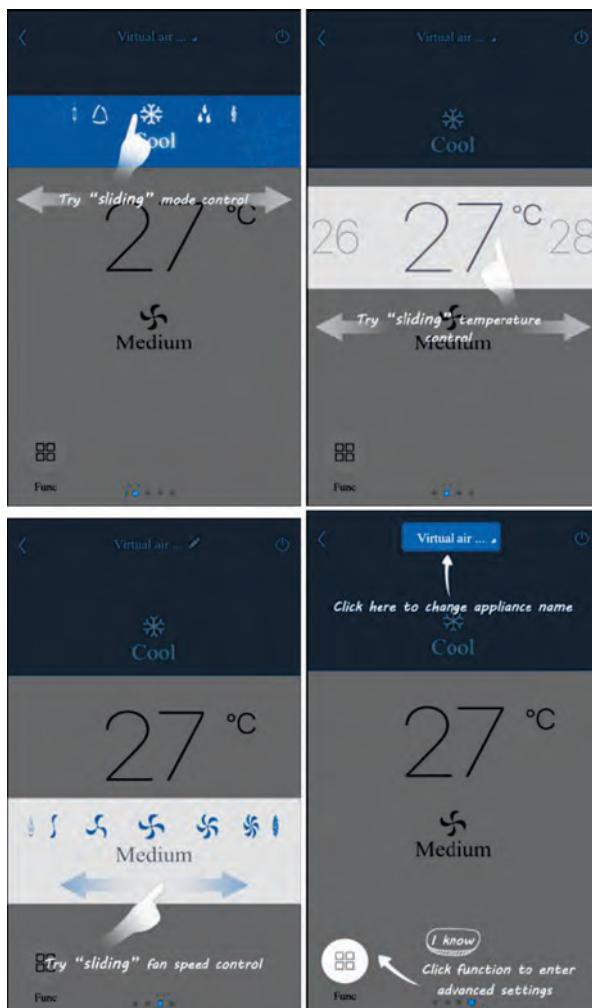 Virtual air ...
Cool
Try “sliding” mode control
27 °C
Medium
Func
Virtual air ...
Cool
26 27 °C 28
Try “sliding” temperature
control
Medium
Func
Virtual air ...
Cool
27 °C
Medium
Try “sliding” fan speed control
Func
Virtual air ...
Click here to change appliance name
Cool
27 °C
Medium
I know
Click function to enter
advanced settings
Func